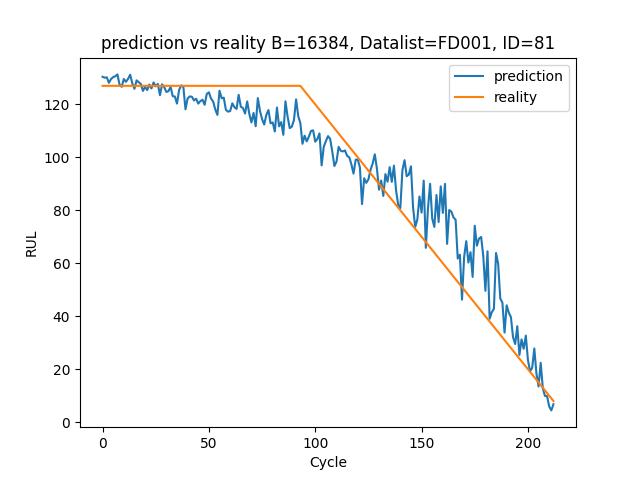 prediction vs reality B=16384, Datalist=FD001, ID=81
prediction
reality
RUL
120
100
80
60
40
20
0
0 50 100 150 200
Cycle